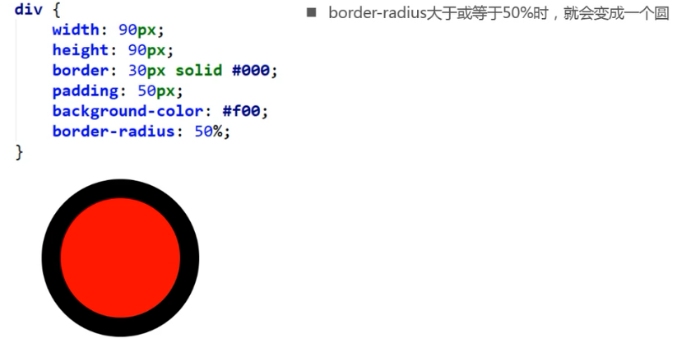 div {
    width: 90px;
    height: 90px;
    border: 30px solid #000;
    padding: 50px;
    background-color: #f00;
    border-radius: 50%;
}
■ border-radius大于或等于50%时，就会变成一个圆